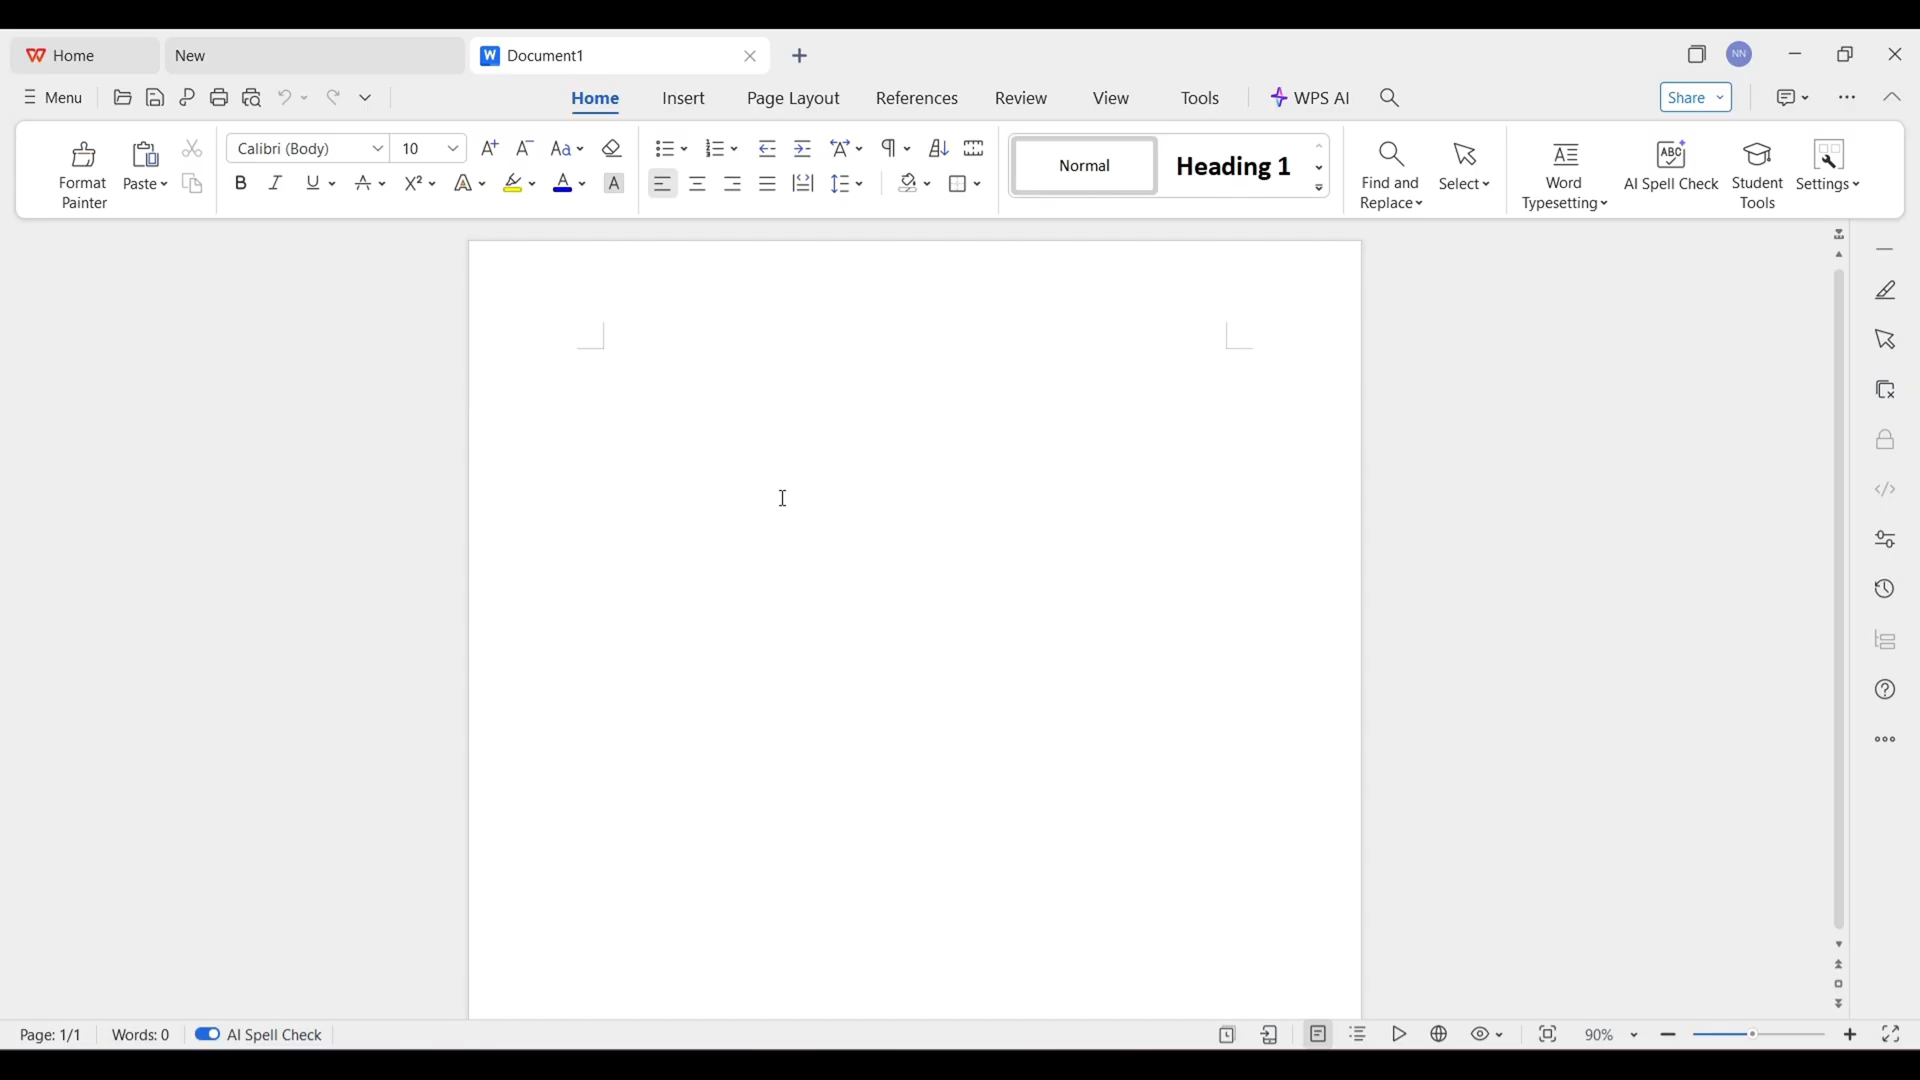 Home
New
Document1
NN
Menu
Home
Insert
Page Layout
References
Review
View
Tools
WPS AI
Share
Format
Painter
Paste
Calibri (Body)
10
Normal
Heading 1
Find and
Replace
Select
Word
Typesetting
AI Spell Check
Student
Tools
Settings
Page: 1/1
Words: 0
AI Spell Check
90%